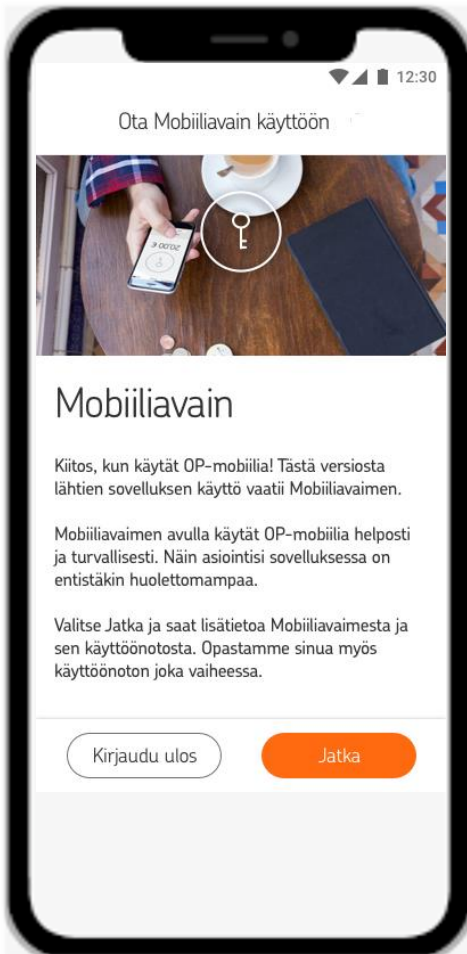 12:30
Ota Mobiiliavain käyttöön
20,00 €
Mobiiliavain
Kiitos, kun käytät OP-mobiilia! Tästä versiosta
lähtien sovelluksen käyttö vaatii Mobiiliavaimen.
Mobiiliavaimen avulla käytät OP-mobiilia helposti
ja turvallisesti. Näin asiointisi sovelluksessa on
entistäkin huolettomampaa.
Valitse Jatka ja saat lisätietoa Mobiiliavaimesta ja
sen käyttöönotosta. Opastamme sinua myös
käyttöönoton joka vaiheessa.
Kirjaudu ulos
Jatka